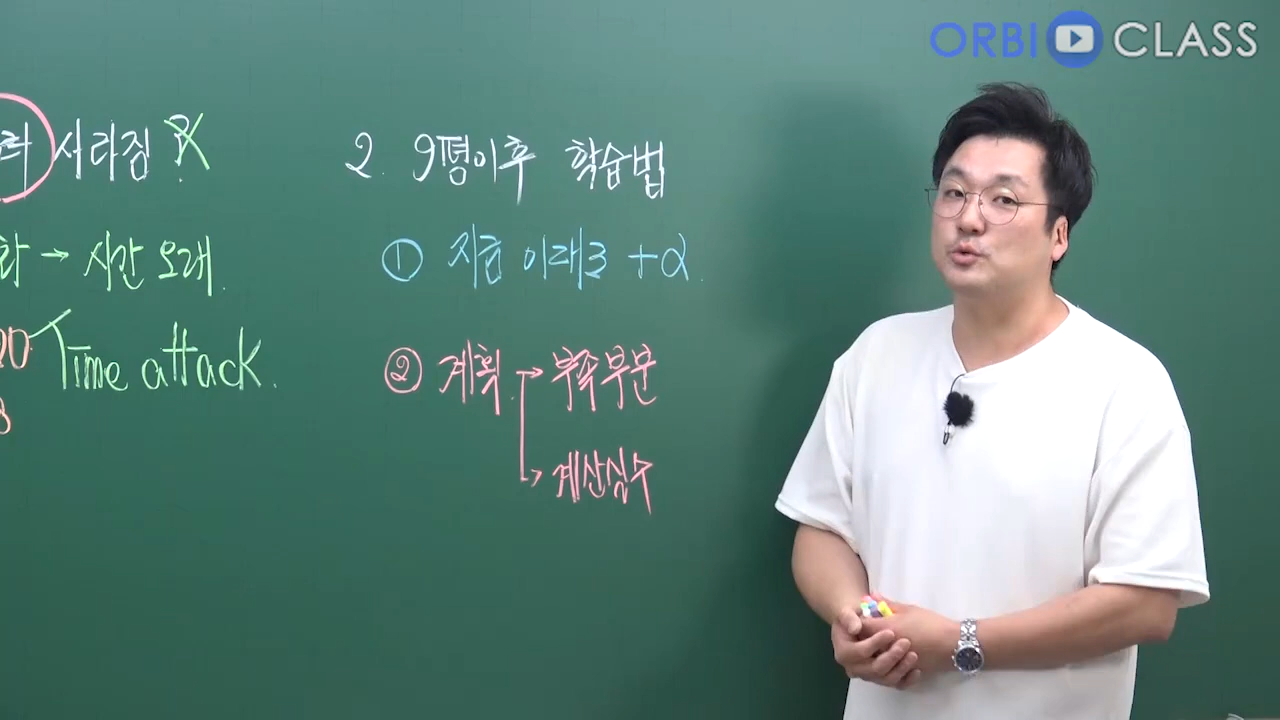 ORBI CLASS
사라짐 ?
→ 시간 오래.
Time attack.
2. 9평이후 학습법
① 지금 이대로 + α.
② 계획 → 부족부분
→ 계산실수